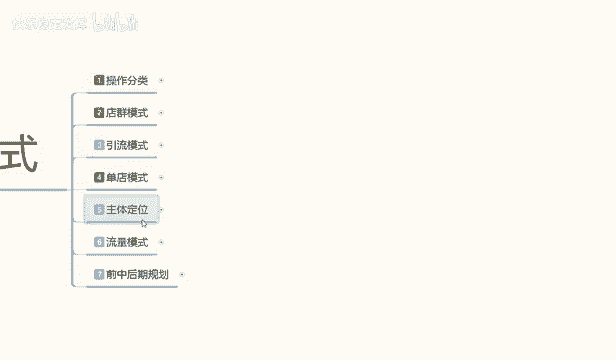 式
1 操作分类
2 店群模式
3 引流模式
4 单店模式
5 主体定位
6 流量模式
7 前中后期规划